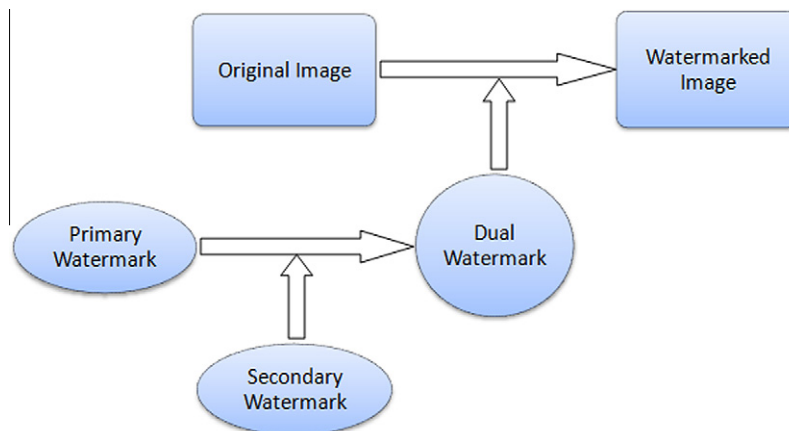 Original Image
Watermarked
Image
Primary
Watermark
Dual
Watermark
Secondary
Watermark